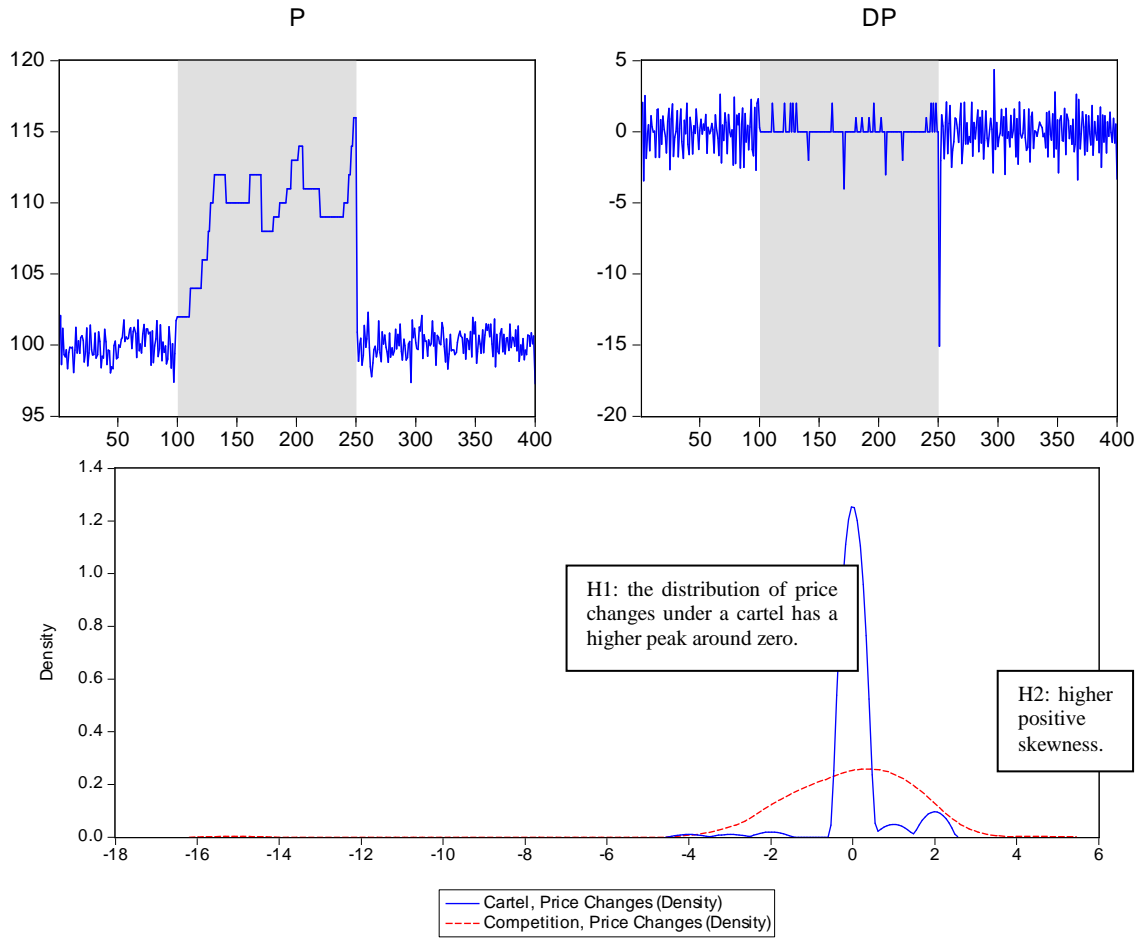 P
DP
120
115
110
105
100
95
50 100 150 200 250 300 350 400
5
0
-5
-10
-15
-20
50 100 150 200 250 300 350 400
1.4
1.2
1.0
0.8
0.6
0.4
0.2
0.0
Density
H1: the distribution of price
changes under a cartel has a
higher peak around zero.
H2: higher
positive
skewness.
-18 -16 -14 -12 -10 -8 -6 -4 -2 0 2 4 6
Cartel, Price Changes (Density)
Competition, Price Changes (Density)